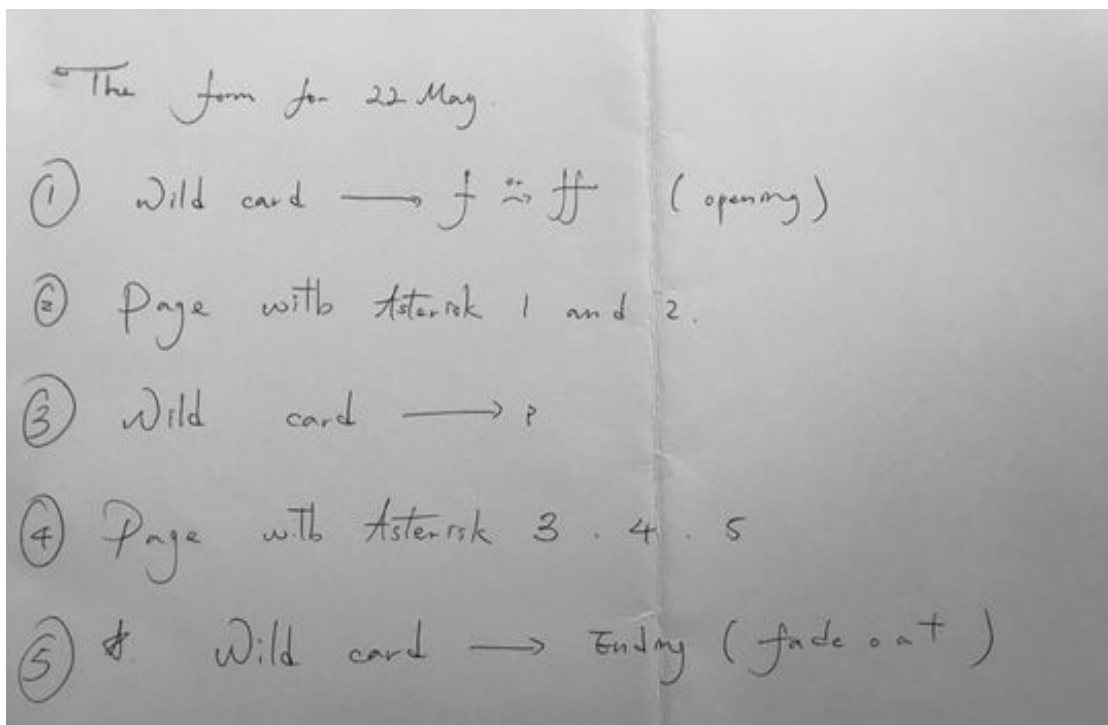 The form for 22 May.
① Wild card → f or ff (opening)
② Page with Asterisk 1 and 2.
③ Wild card → ?
④ Page with Asterisk 3 . 4 . 5
⑤ Wild card → Ending (fade out)